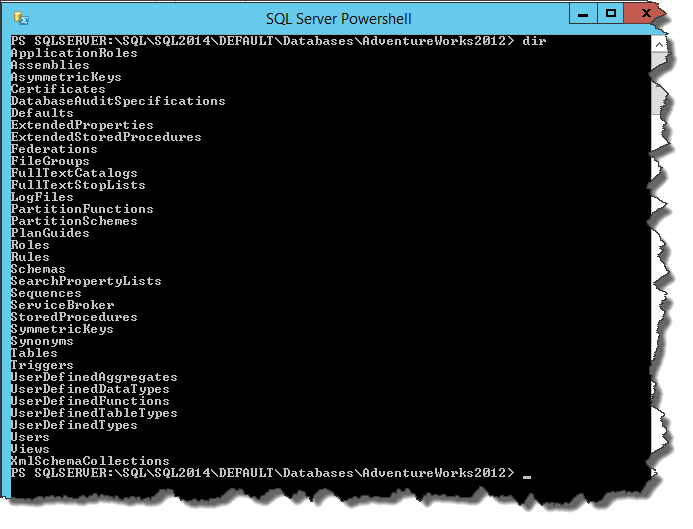 SQL Server Powershell
PS SQLSERVER:\SQL\SQL2014\DEFAULT\Databases\AdventureWorks2012> dir
ApplicationRoles
Assemblies
AsymmetricKeys
Certificates
DatabaseAuditSpecifications
Defaults
ExtendedProperties
ExtendedStoredProcedures
Federations
FileGroups
FullTextCatalogs
FullTextStopLists
LogFiles
PartitionFunctions
PartitionSchemes
PlanGuides
Roles
Rules
Schemas
SearchPropertyLists
Sequences
ServiceBroker
StoredProcedures
SymmetricKeys
Synonyms
Tables
Triggers
UserDefinedAggregates
UserDefinedDataTypes
UserDefinedFunctions
UserDefinedTableTypes
UserDefinedTypes
Users
Views
XmlSchemaCollections
PS SQLSERVER:\SQL\SQL2014\DEFAULT\Databases\AdventureWorks2012> _